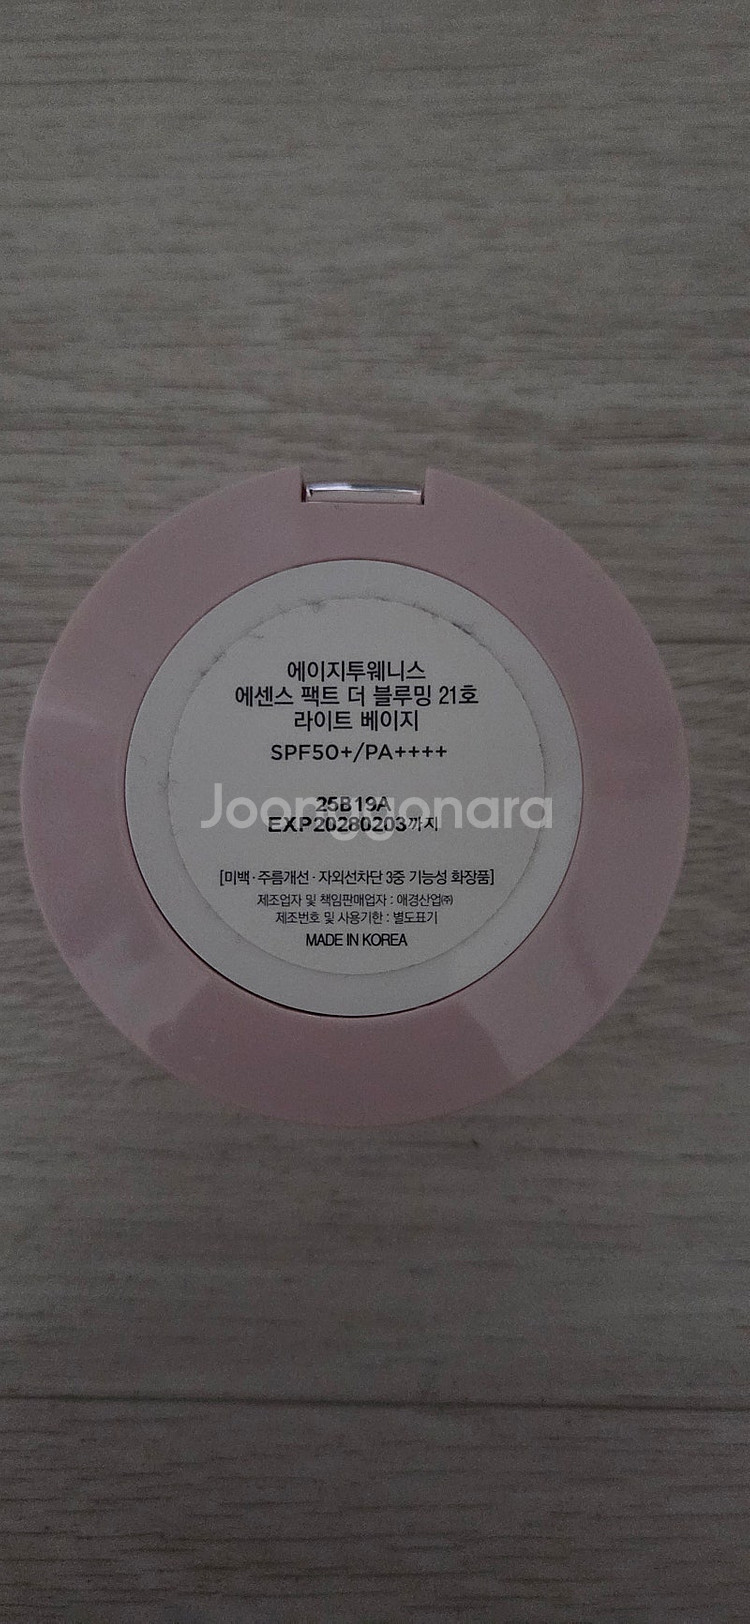 에이지투웨니스
에센스 팩트 더 블루밍 21호
라이트 베이지
SPF50+/PA++++
25B19A
Joonggonara
EXP20280203까지
[미백·주름개선·자외선차단 3중 기능성 화장품]
제조업자 및 책임판매업자 : 애경산업㈜
제조번호 및 사용기한 : 별도표기
MADE IN KOREA